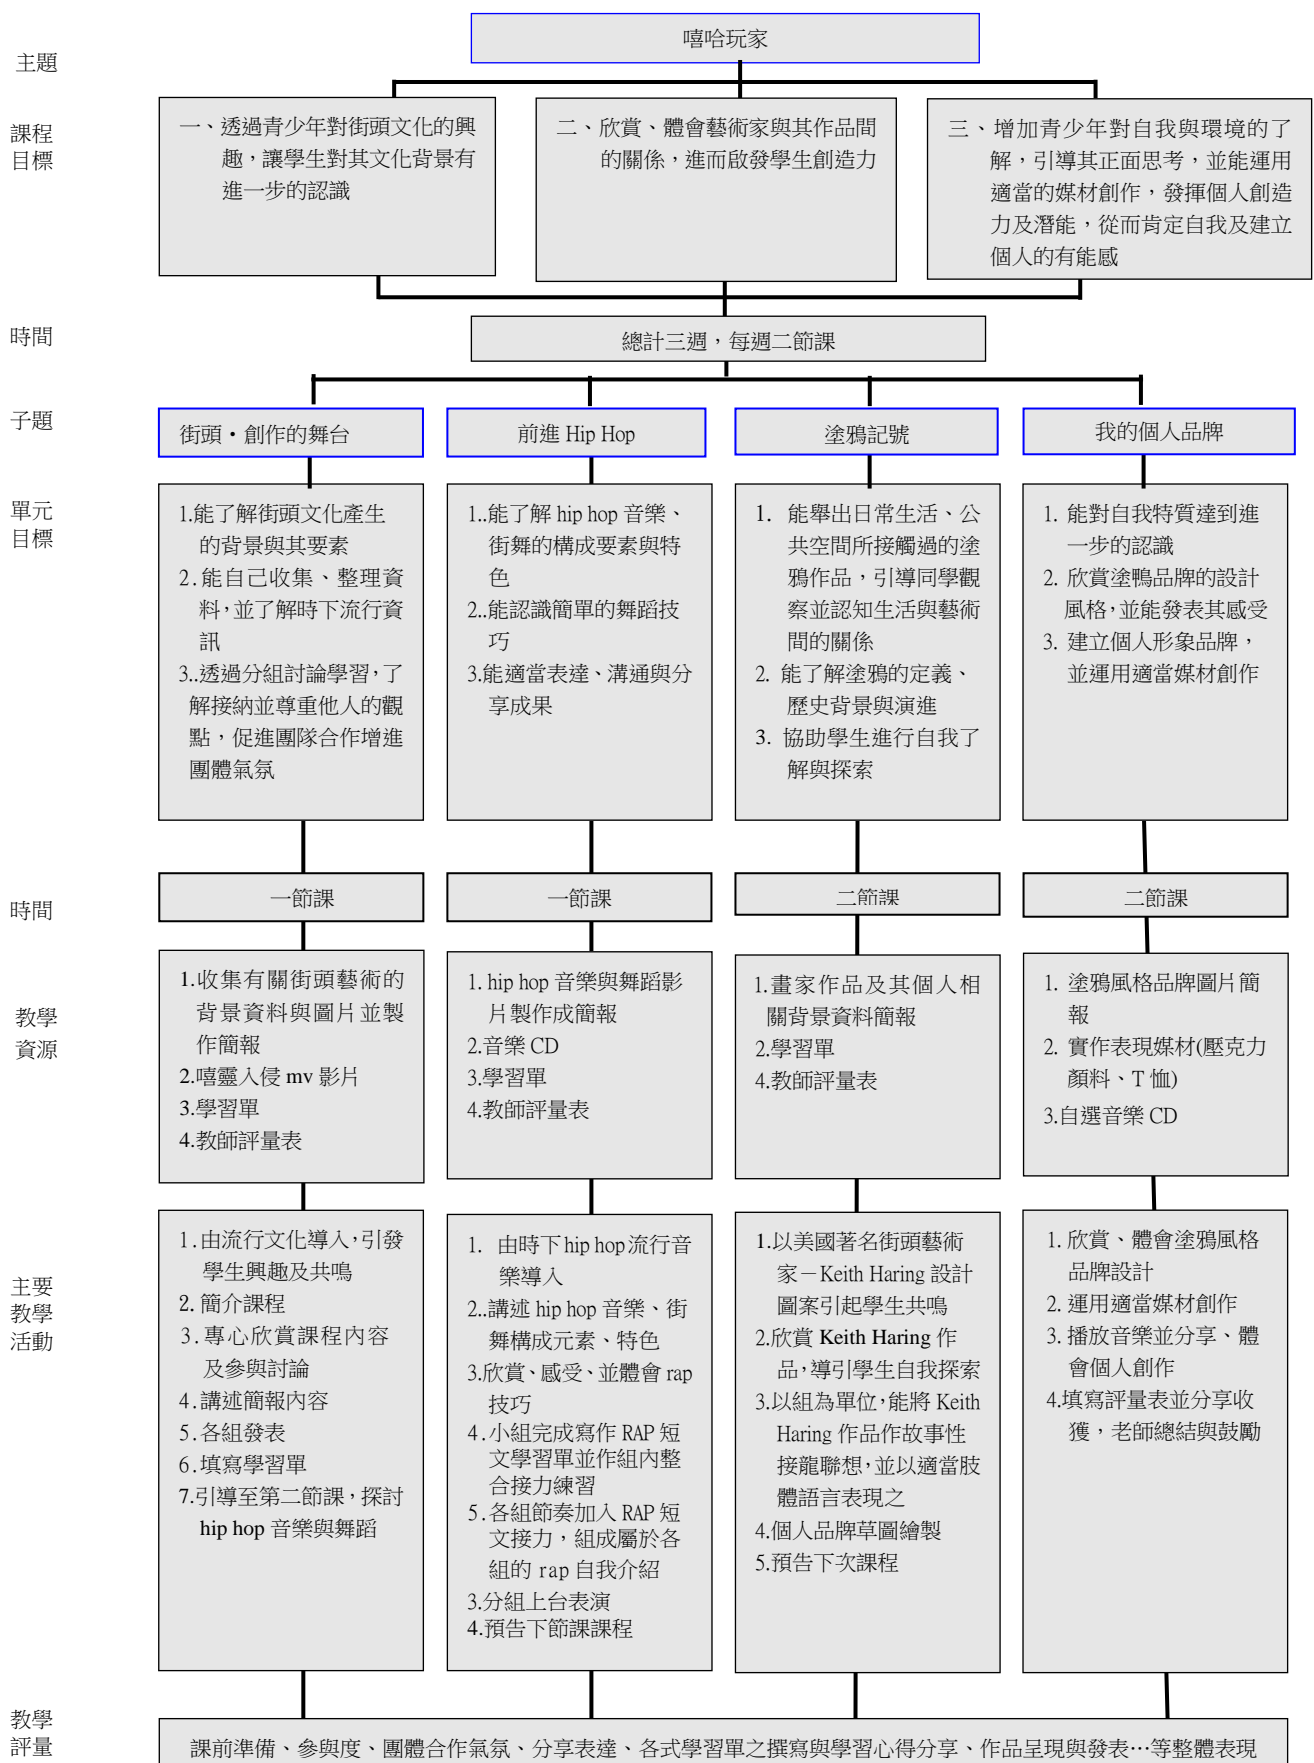 主題
嘻哈玩家
課程
目標
一、透過青少年對街頭文化的興
趣，讓學生對其文化背景有
進一步的認識
二、欣賞、體會藝術家與其作品間
的關係，進而啟發學生創造力
三、增加青少年對自我與環境的了
解，引導其正面思考，並能運用
適當的媒材創作，發揮個人創造
力及潛能，從而肯定自我及建立
個人的有能感
時間
總計三週，每週二節課
子題
街頭‧創作的舞台
前進 Hip Hop
塗鴉記號
我的個人品牌
單元
目標
1.能了解街頭文化產生
的背景與其要素
2.能自己收集、整理資
料，並了解時下流行資
訊
3..透過分組討論學習，了
解接納並尊重他人的觀
點，促進團隊合作增進
團體氣氛
1..能了解 hip hop 音樂、
街舞的構成要素與特
色
2..能認識簡單的舞蹈技
巧
3.能適當表達、溝通與分
享成果
1. 能舉出日常生活、公
共空間所接觸過的塗
鴉作品，引導同學觀
察並認知生活與藝術
間的關係
2. 能了解塗鴉的定義、
歷史背景與演進
3. 協助學生進行自我了
解與探索
1. 能對自我特質達到進
一步的認識
2. 欣賞塗鴨品牌的設計
風格，並能發表其感受
3. 建立個人形象品牌，
並運用適當媒材創作
時間
一節課
一節課
二節課
二節課
教學
資源
1.收集有關街頭藝術的
背景資料與圖片並製
作簡報
2.嘻靈入侵 mv 影片
3.學習單
4.教師評量表
1. hip hop 音樂與舞蹈影
片製作成簡報
2.音樂 CD
3.學習單
4.教師評量表
1.畫家作品及其個人相
關背景資料簡報
2.學習單
4.教師評量表
1. 塗鴉風格品牌圖片簡
報
2. 實作表現媒材(壓克力
顏料、T 恤)
3.自選音樂 CD
主要
教學
活動
1.由流行文化導入，引發
學生興趣及共鳴
2. 簡介課程
3.專心欣賞課程內容
及參與討論
4.講述簡報內容
5.各組發表
6.填寫學習單
7.引導至第二節課，探討
hip hop 音樂與舞蹈
1. 由時下 hip hop 流行音
樂導入
2..講述 hip hop 音樂、街
舞構成元素、特色
3.欣賞、感受、並體會 rap
技巧
4.小組完成寫作 RAP 短
文學習單並作組內整
合接力練習
5.各組節奏加入 RAP 短
文接力，組成屬於各
組的 rap 自我介紹
3.分組上台表演
4.預告下節課課程
1.以美國著名街頭藝術
家－Keith Haring 設計
圖案引起學生共鳴
2.欣賞 Keith Haring 作
品，導引學生自我探索
3.以組為單位，能將 Keith
Haring 作品作故事性
接龍聯想，並以適當肢
體語言表現之
4.個人品牌草圖繪製
5.預告下次課程
1. 欣賞、體會塗鴉風格
品牌設計
2. 運用適當媒材創作
3. 播放音樂並分享、體
會個人創作
4.填寫評量表並分享收
獲，老師總結與鼓勵
教學
評量
課前準備、參與度、團體合作氣氛、分享表達、各式學習單之撰寫與學習心得分享、作品呈現與發表…等整體表現